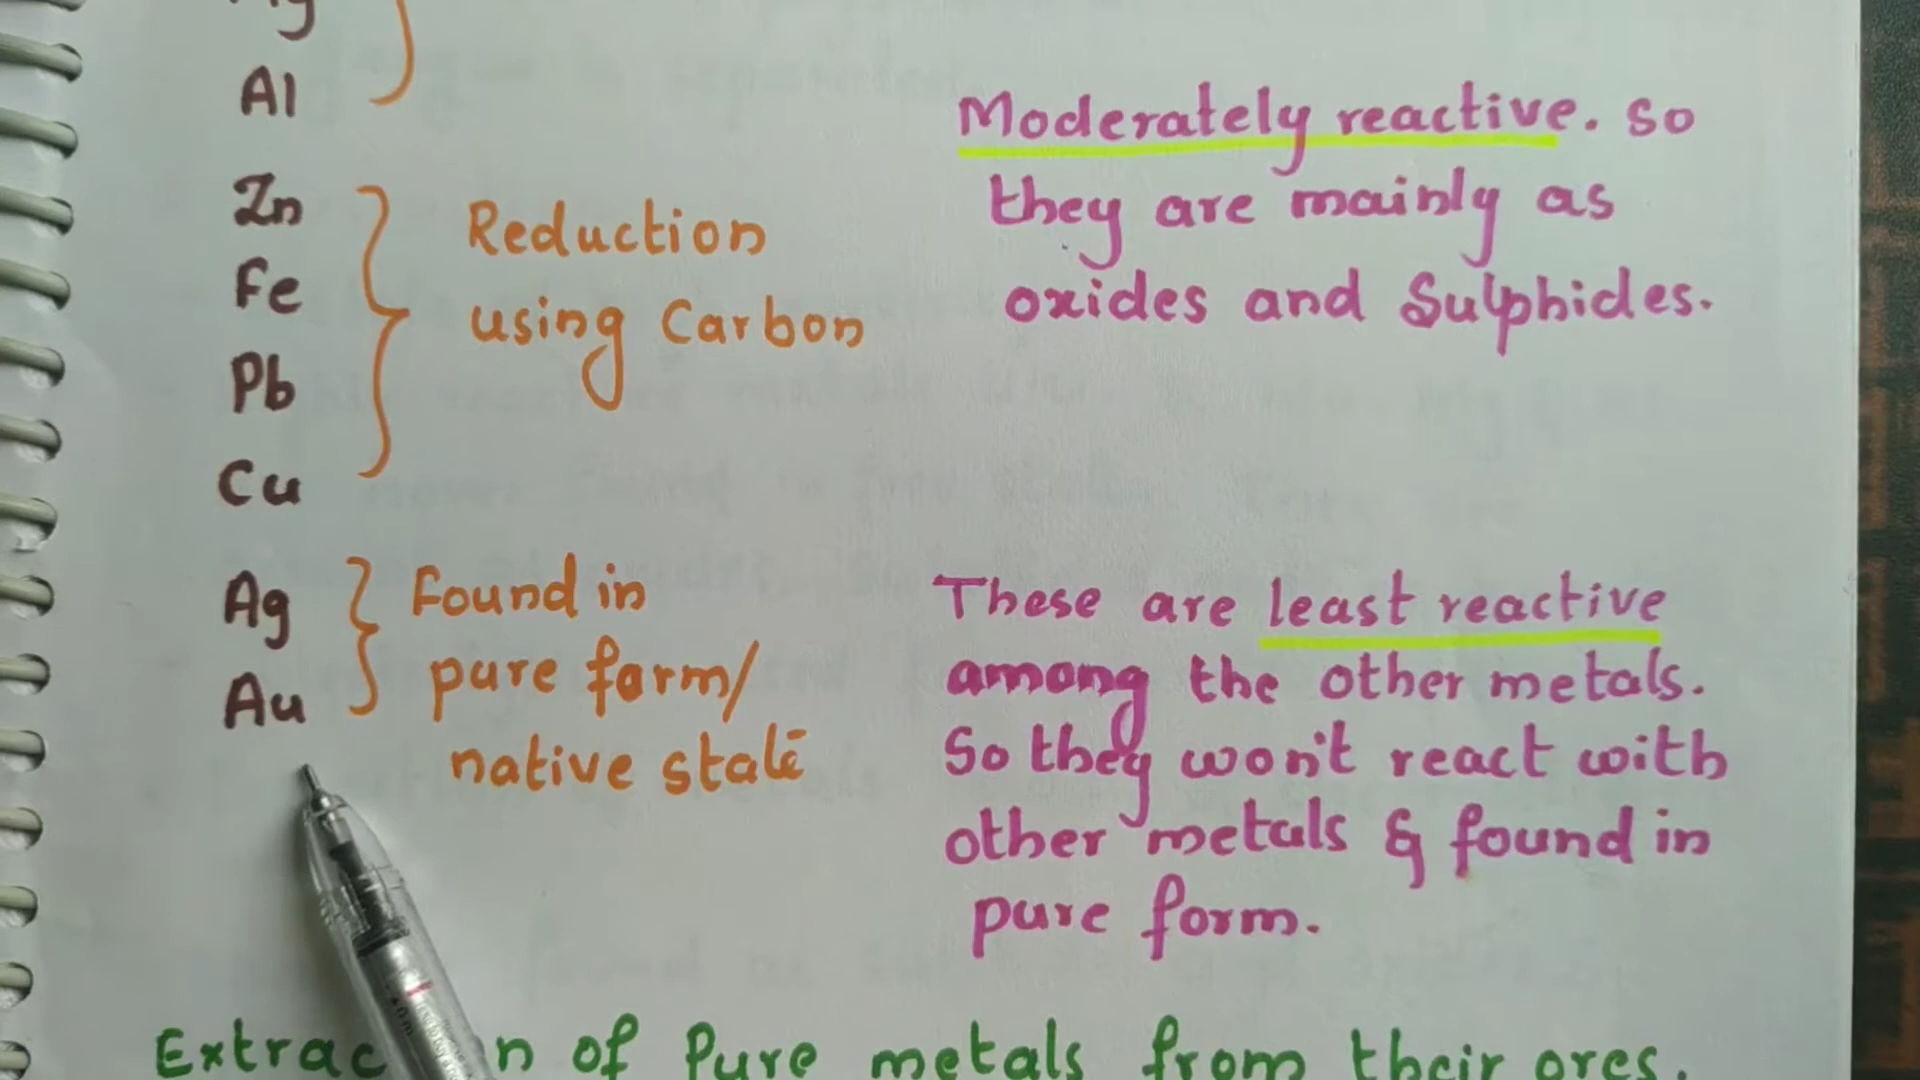 Al
Zn
Fe
Pb
Cu
Reduction
using Carbon
Moderately reactive. So
they are mainly as
oxides and Sulphides.
Ag
Au
Found in
pure form/
native state
These are least reactive
among the other metals.
So they won't react with
other metals & found in
pure form.
of Pure metals from their ores.